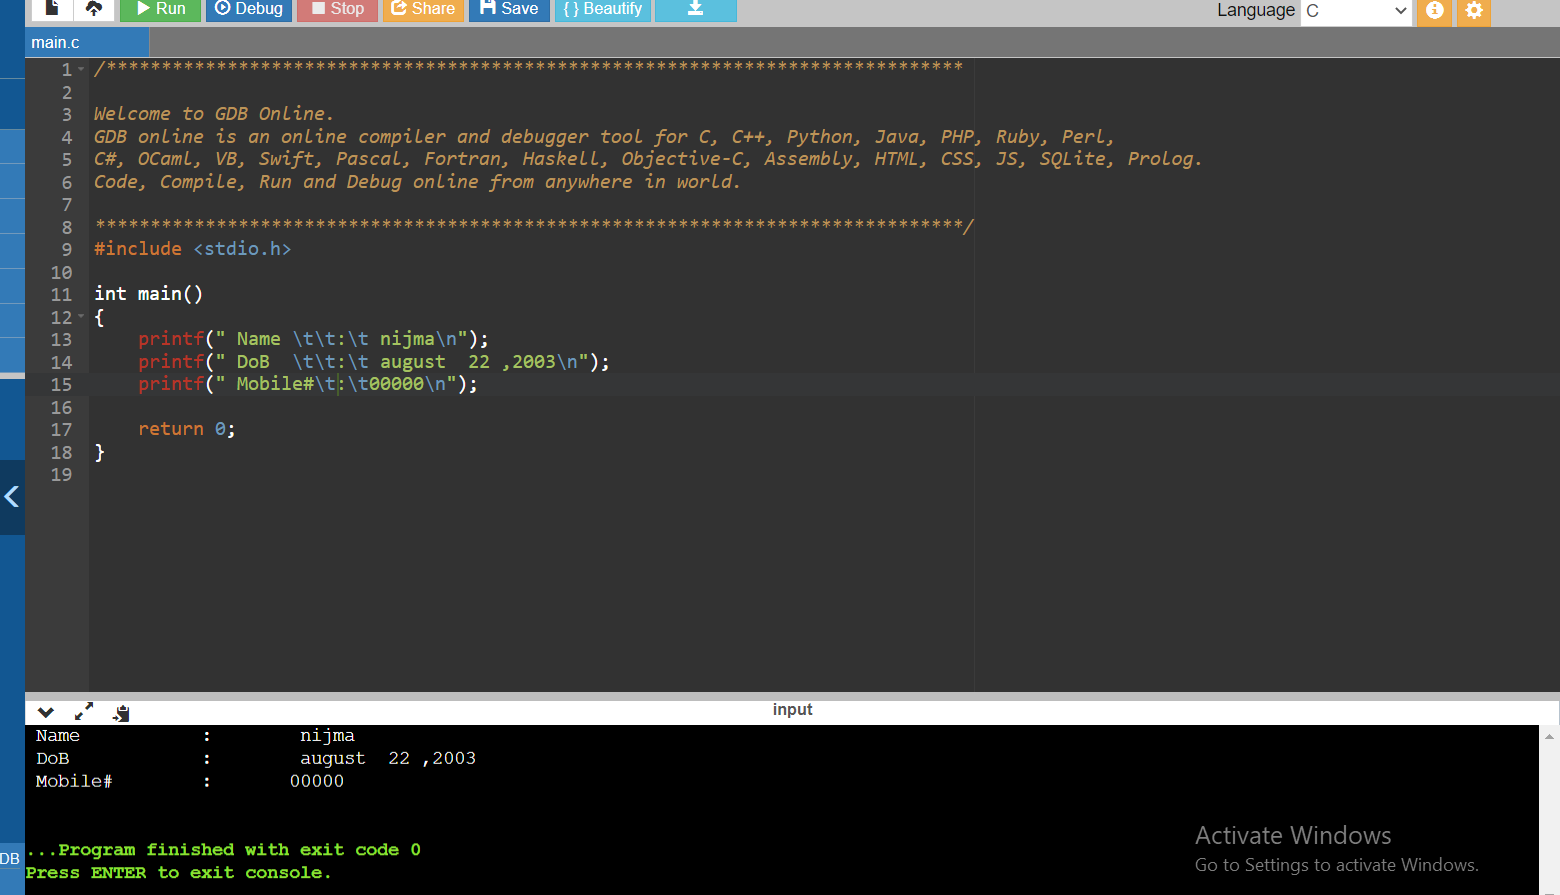 Run Debug Stop Share Save { } Beautify Language C
main.c
1 /******************************************************************************
2
3 Welcome to GDB Online.
4 GDB online is an online compiler and debugger tool for C, C++, Python, Java, PHP, Ruby, Perl,
5 C#, OCaml, VB, Swift, Pascal, Fortran, Haskell, Objective-C, Assembly, HTML, CSS, JS, SQLite, Prolog.
6 Code, Compile, Run and Debug online from anywhere in world.
7
8 *******************************************************************************/
9 #include <stdio.h>
10
11 int main()
12 {
13     printf(" Name \t\t:\t nijma\n");
14     printf(" DoB  \t\t:\t august  22 ,2003\n");
15     printf(" Mobile#\t:\t00000\n");
16
17     return 0;
18 }
19
input
Name : nijma
DoB : august  22 ,2003
Mobile# : 00000
...Program finished with exit code 0
Press ENTER to exit console.
DB
Activate Windows
Go to Settings to activate Windows.